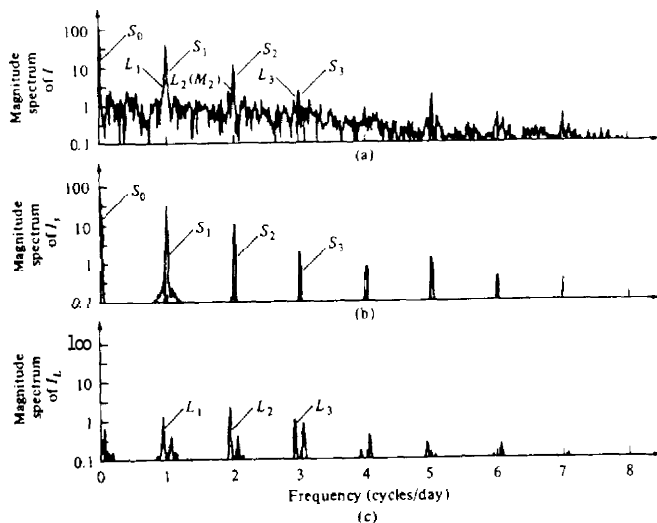 Magnitude
spectrum
of I
100
10
1
0.1
S₀
S₁
S₂
S₃
L₁
L₂(M₂)
L₃
(a)
Magnitude
spectrum
of Iₛ
100
1
0.1
S₀
S₁
S₂
S₃
(b)
Magnitude
spectrum
of I_L
100
10
1
0.1
L₁
L₂
L₃
0 1 2 3 4 5 6 7 8
Frequency (cycles/day)
(c)